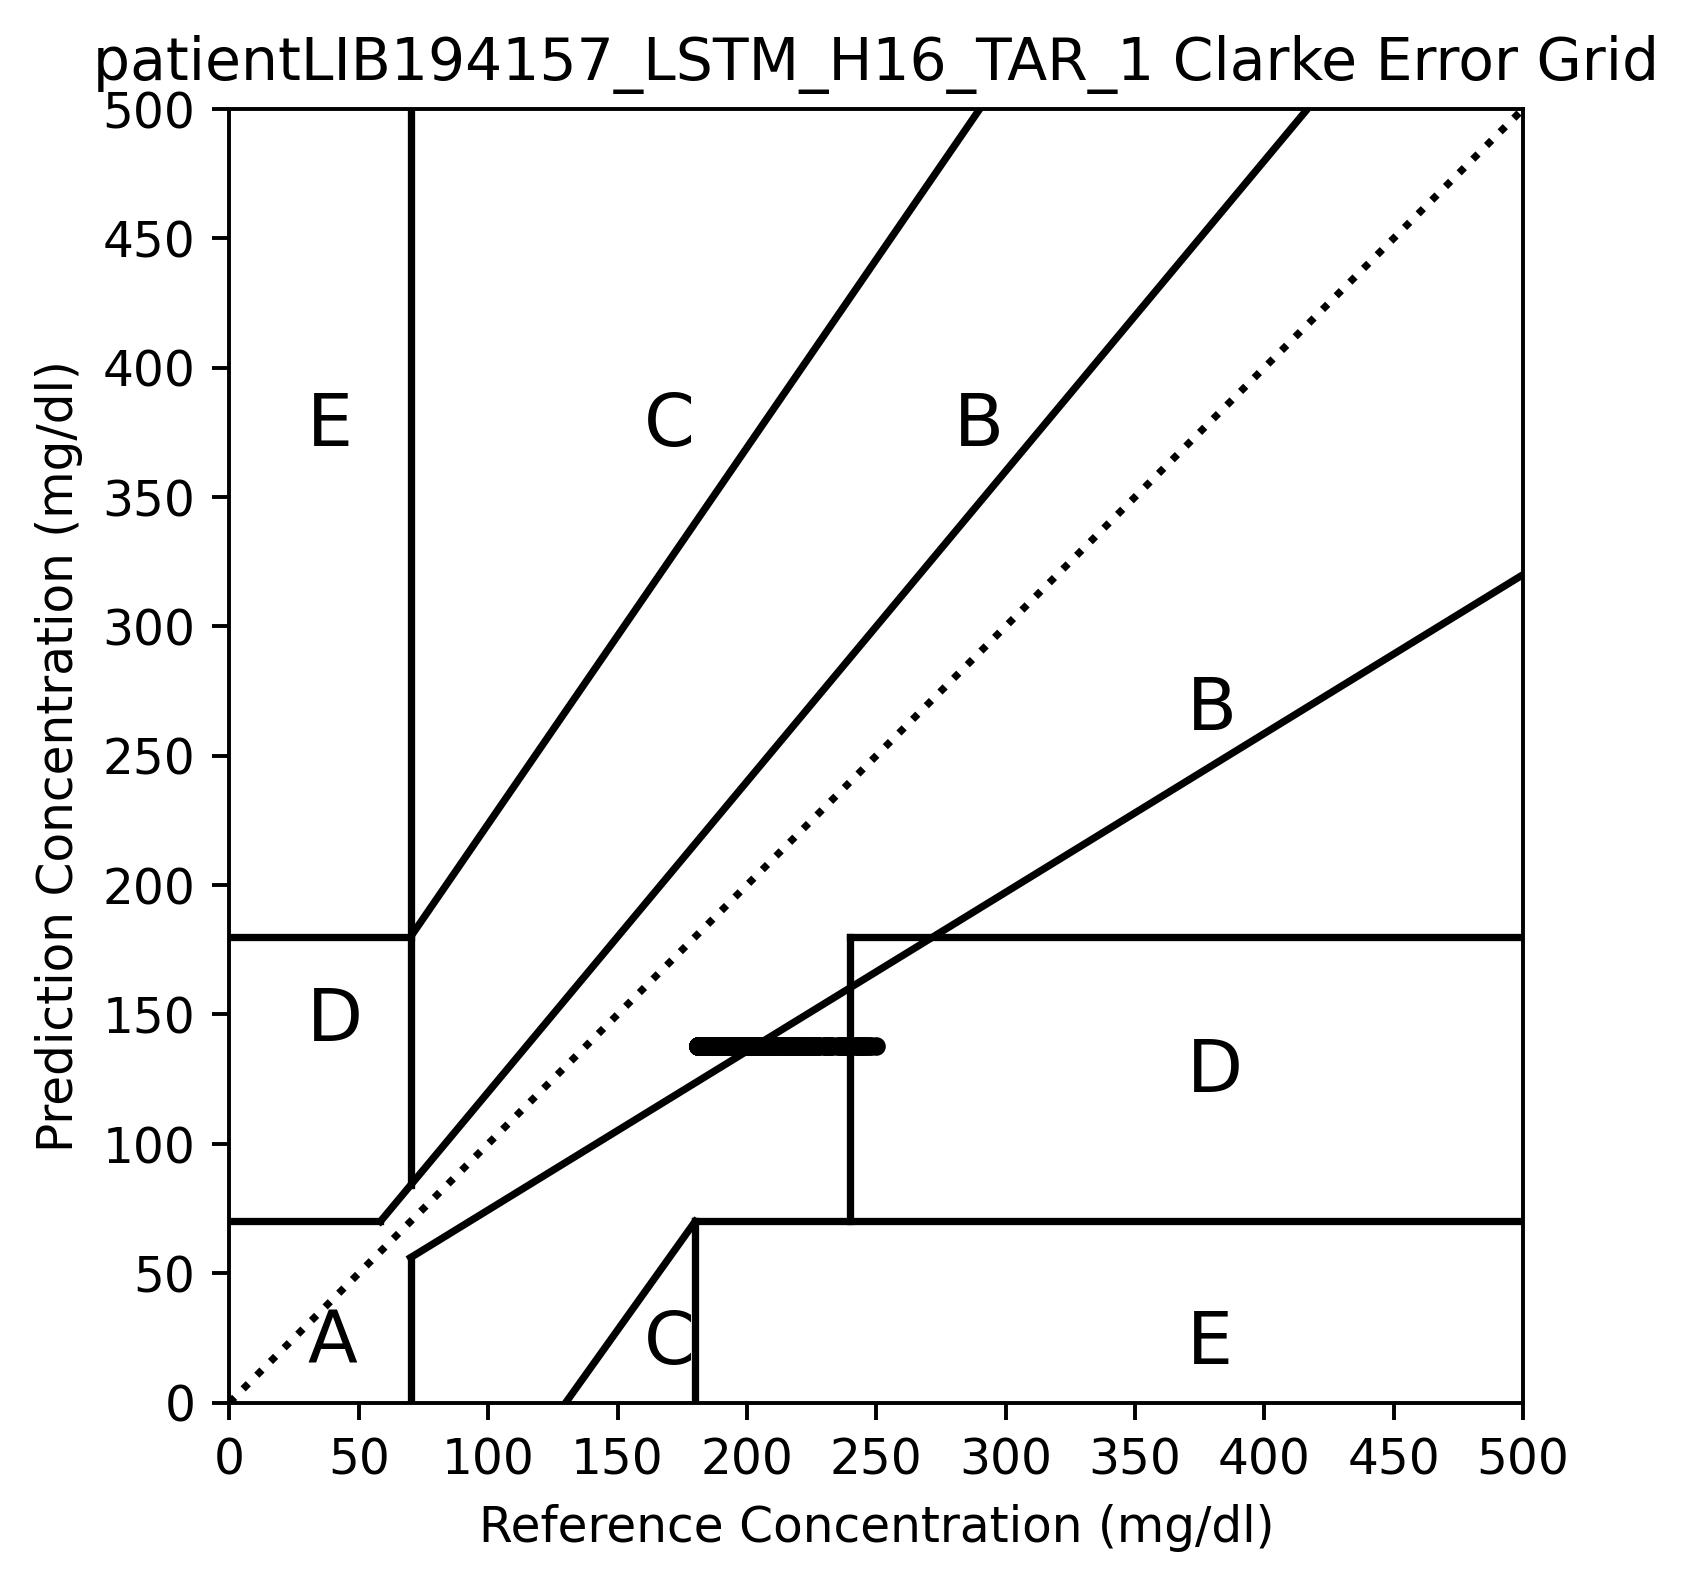 patientLIB194157_LSTM_H16_TAR_1 Clarke Error Grid
500
450
400
350
300
250
200
150
100
50
0
Prediction Concentration (mg/dl)
E
C
B
B
D
D
A
C
E
0 50 100 150 200 250 300 350 400 450 500
Reference Concentration (mg/dl)